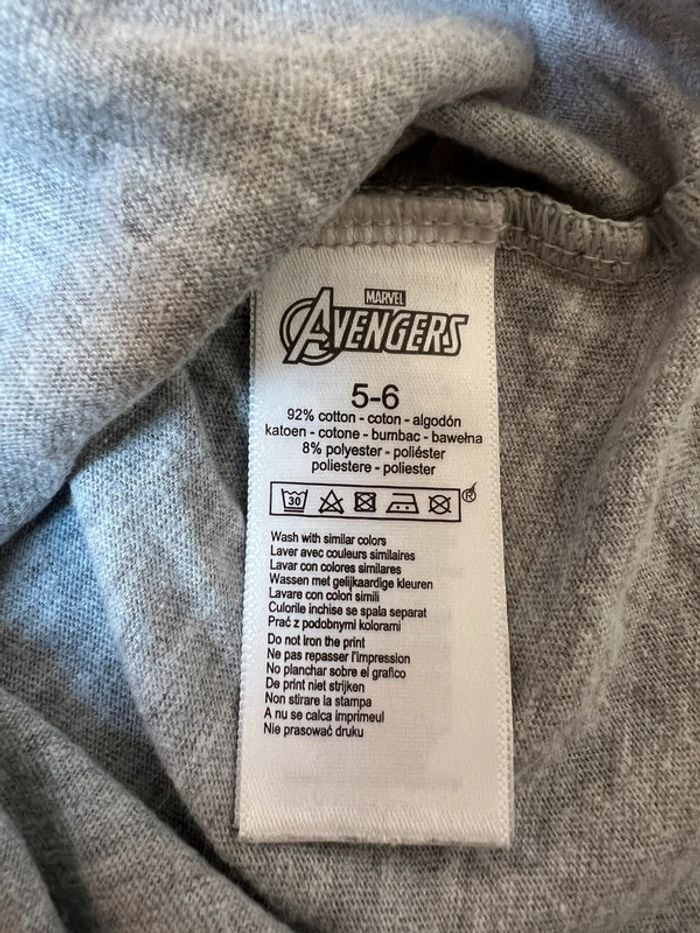 MARVEL
AVENGERS
5-6
92% cotton - coton - algodón
katoen - cotone - bumbac - bawełna
8% polyester - poliéster
poliestere - poliester
30
®
Wash with similar colors
Laver avec couleurs similaires
Lavar con colores similares
Wassen met gelijkaardige kleuren
Lavare con colori simili
Culorile inchise se spala separat
Prać z podobnymi kolorami
Do not iron the print
Ne pas repasser l'impression
No planchar sobre el grafico
De print niet strijken
Non stirare la stampa
A nu se calca imprimeul
Nie prasować druku